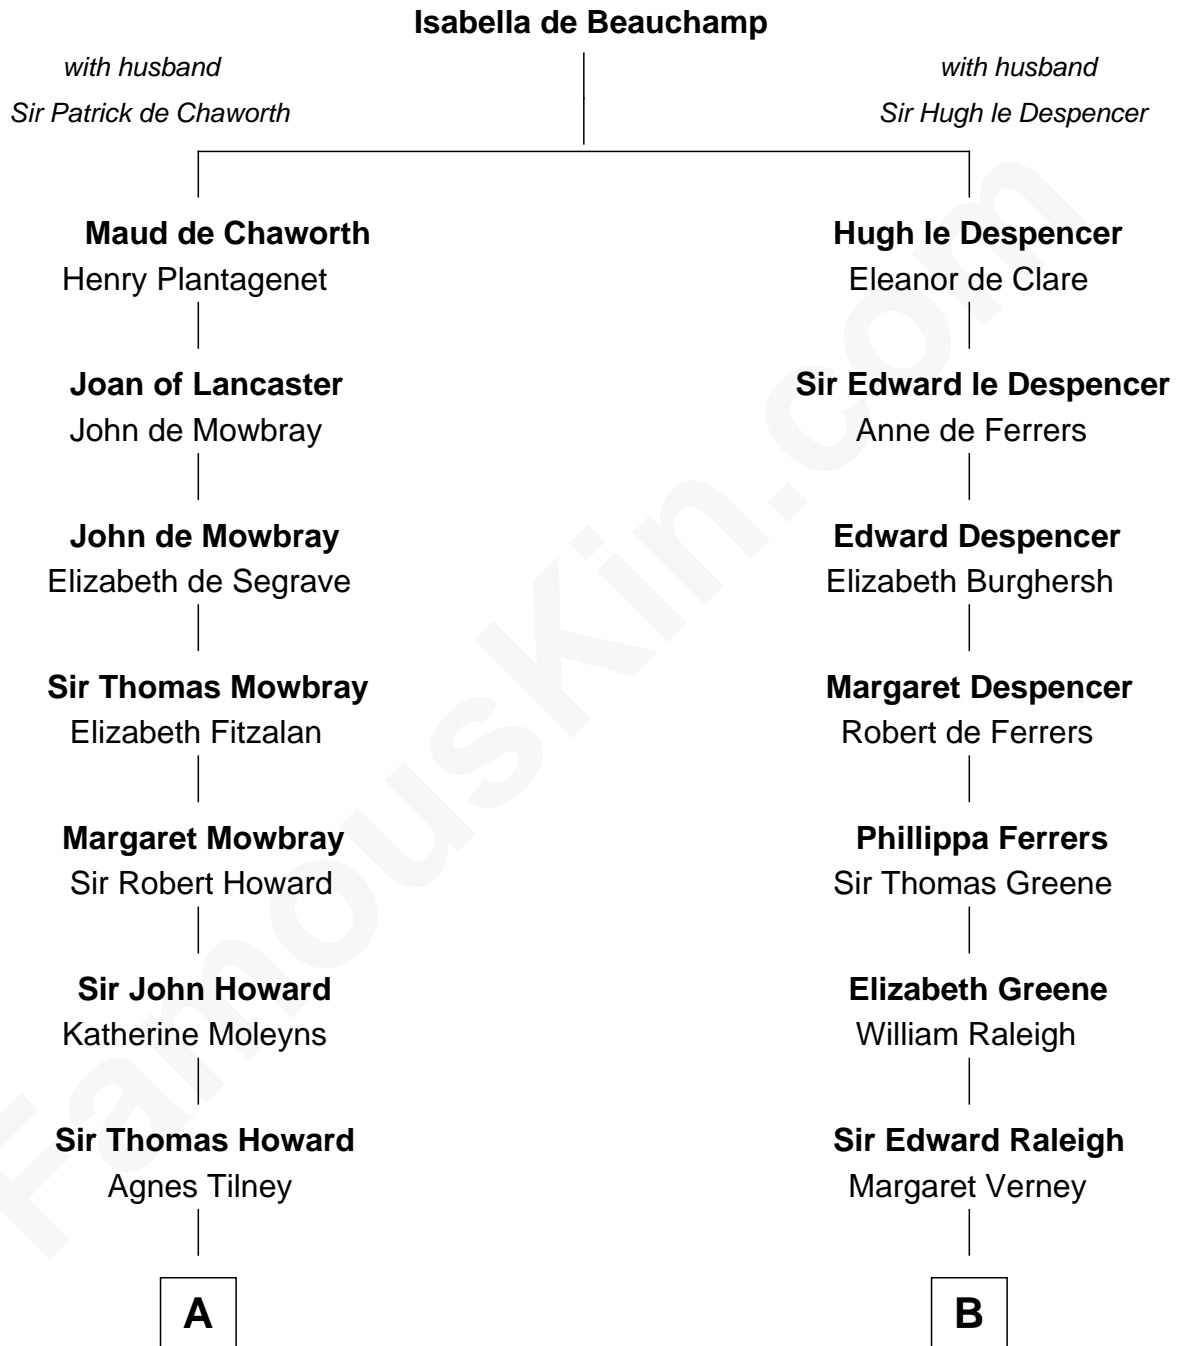 Isabella de Beauchamp
with husband
Sir Patrick de Chaworth
with husband
Sir Hugh le Despencer
Maud de Chaworth
Henry Plantagenet
Hugh le Despencer
Eleanor de Clare
Joan of Lancaster
John de Mowbray
Sir Edward le Despencer
Anne de Ferrers
John de Mowbray
Elizabeth de Segrave
Edward Despencer
Elizabeth Burghersh
Sir Thomas Mowbray
Elizabeth Fitzalan
Margaret Despencer
Robert de Ferrers
Margaret Mowbray
Sir Robert Howard
Phillippa Ferrers
Sir Thomas Greene
Sir John Howard
Katherine Moleyns
Elizabeth Greene
William Raleigh
Sir Thomas Howard
Agnes Tilney
Sir Edward Raleigh
Margaret Verney
A
B
FamousKin.com